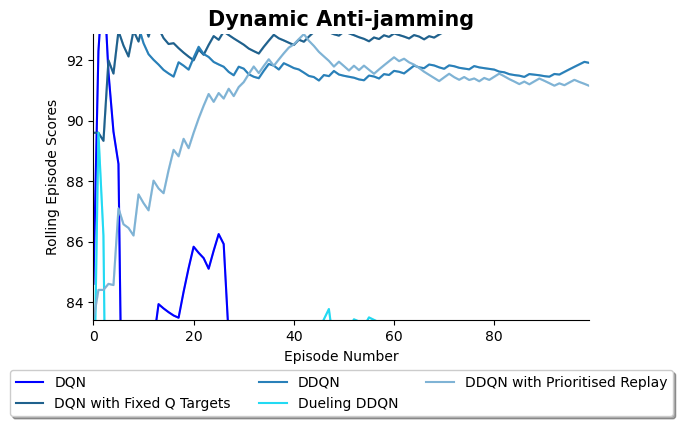 Dynamic Anti-jamming
Rolling Episode Scores
92
90
88
86
84
0 20 40 60 80
Episode Number
DQN DDQN DDQN with Prioritised Replay
DQN with Fixed Q Targets Dueling DDQN